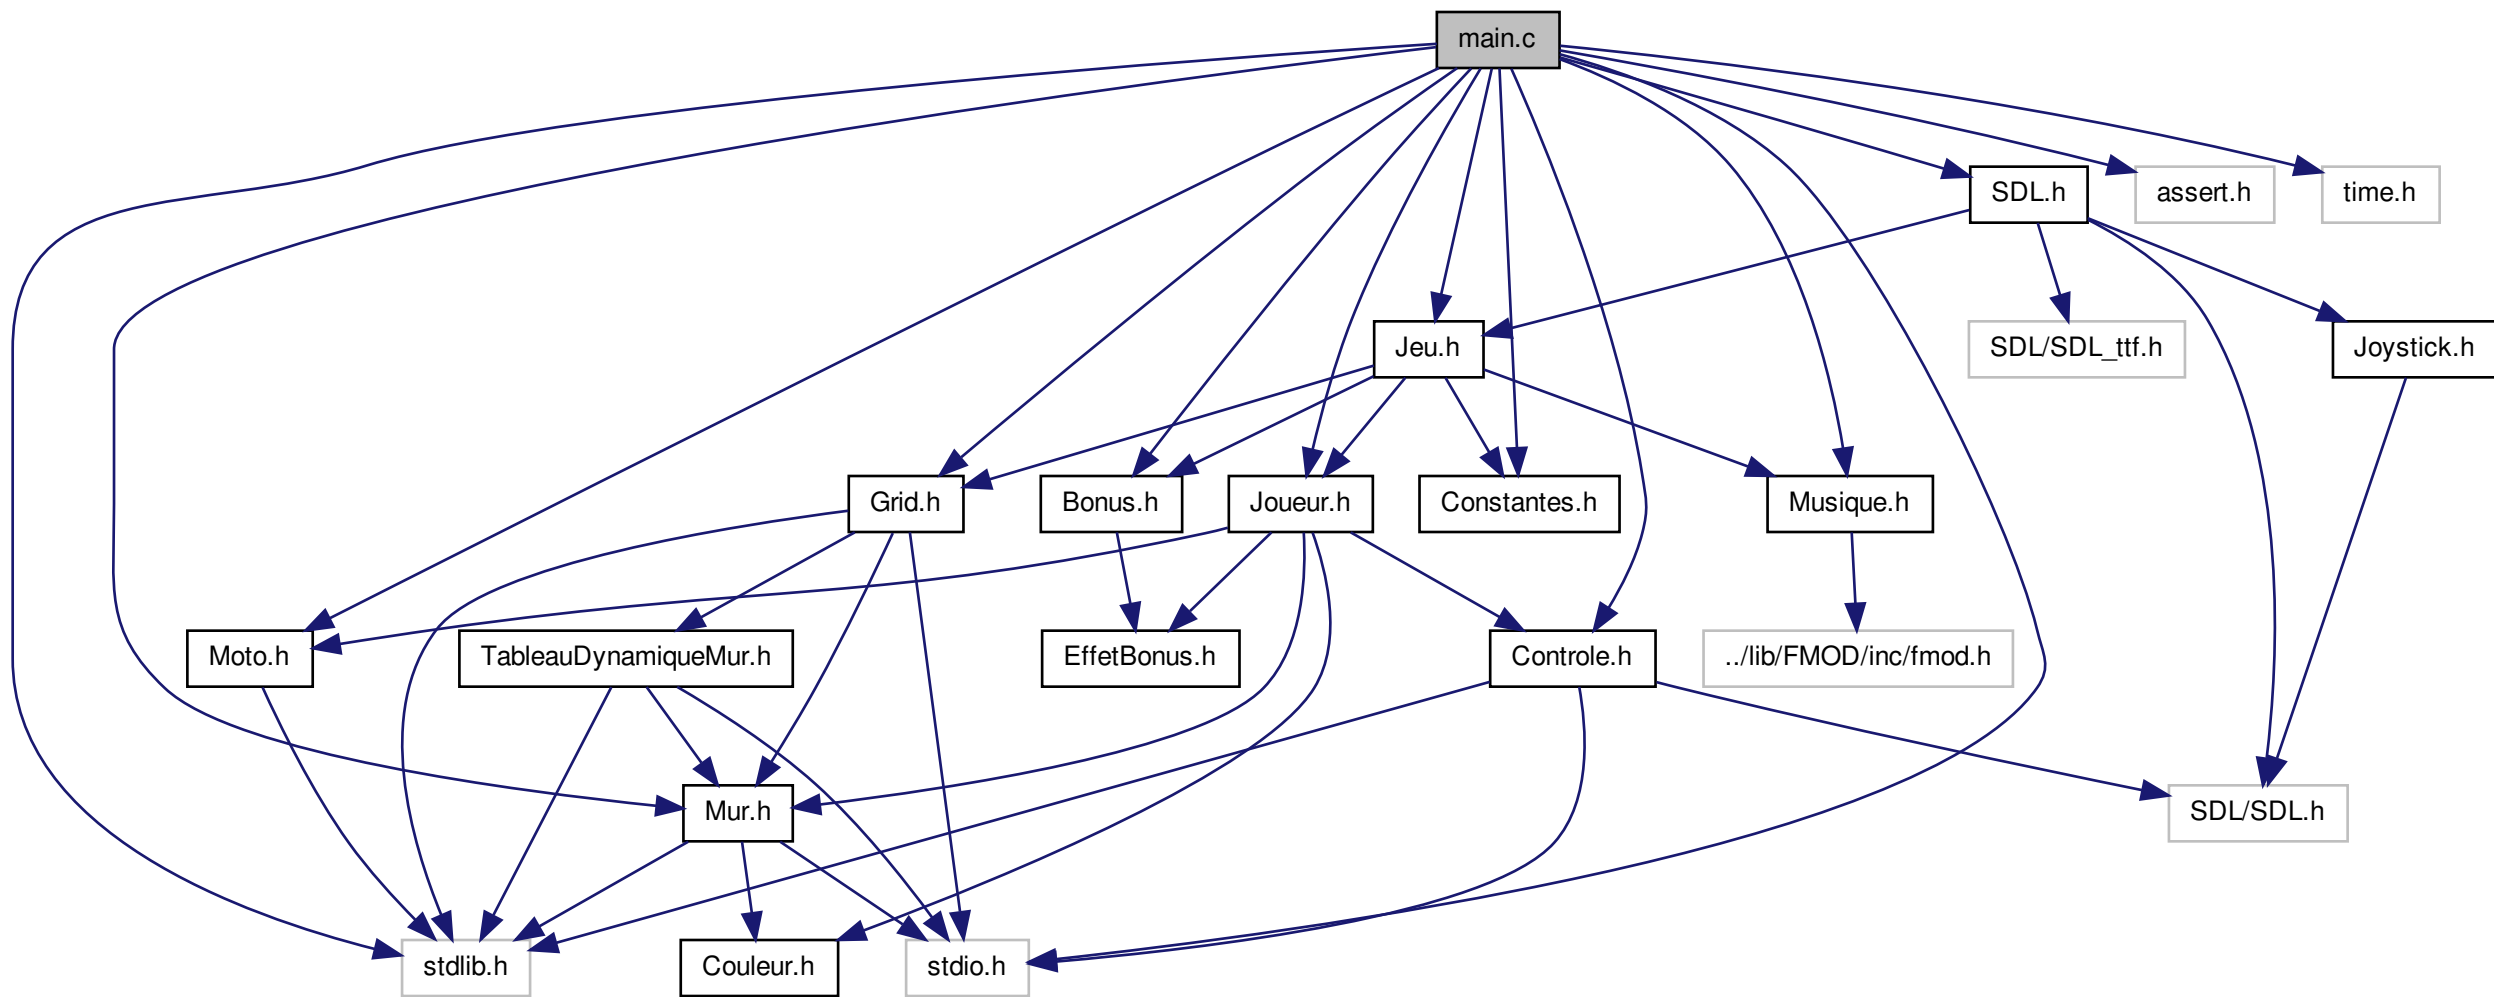 main.c
SDL.h
assert.h
time.h
Jeu.h
SDL/SDL_ttf.h
Joystick.h
Grid.h
Bonus.h
Joueur.h
Constantes.h
Musique.h
Moto.h
TableauDynamiqueMur.h
EffetBonus.h
Controle.h
../lib/FMOD/inc/fmod.h
Mur.h
SDL/SDL.h
stdlib.h
Couleur.h
stdio.h